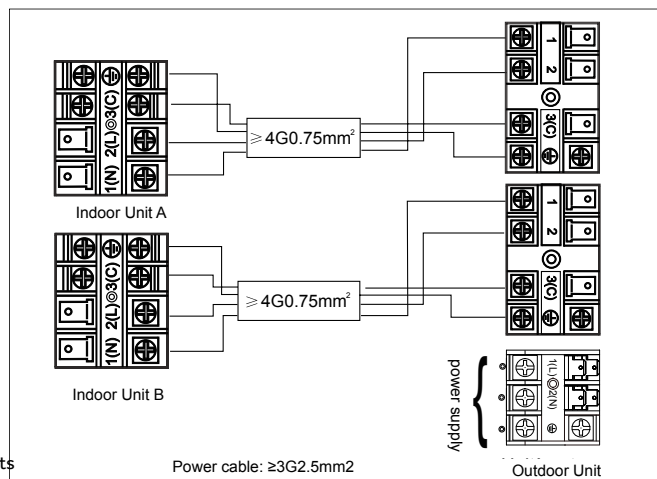 1(N) 2(L) 3(C)
Indoor Unit A
≥4G0.75mm²
1
2
3(C)
1(N) 2(L) 3(C)
Indoor Unit B
≥4G0.75mm²
1
2
3(C)
power supply
1(L) 2(N)
ts
Power cable: ≥3G2.5mm2
Outdoor Unit